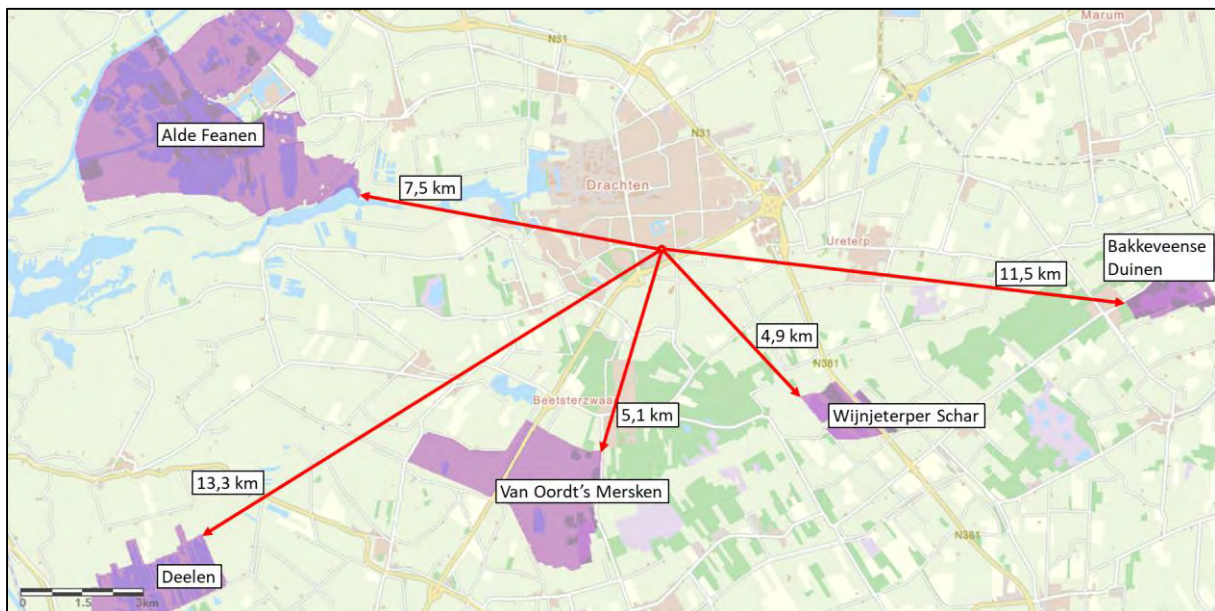 N31
Marum
Alde Feanen
N31
7,5 km
Drachten
Ureterp
Bakkeveense
Duinen
11,5 km
4,9 km
N381
Beetsterzwaag
5,1 km
Wijnjeterper Schar
13,3 km
Van Oordt's Mersken
N381
Deelen
0 1.5 3km